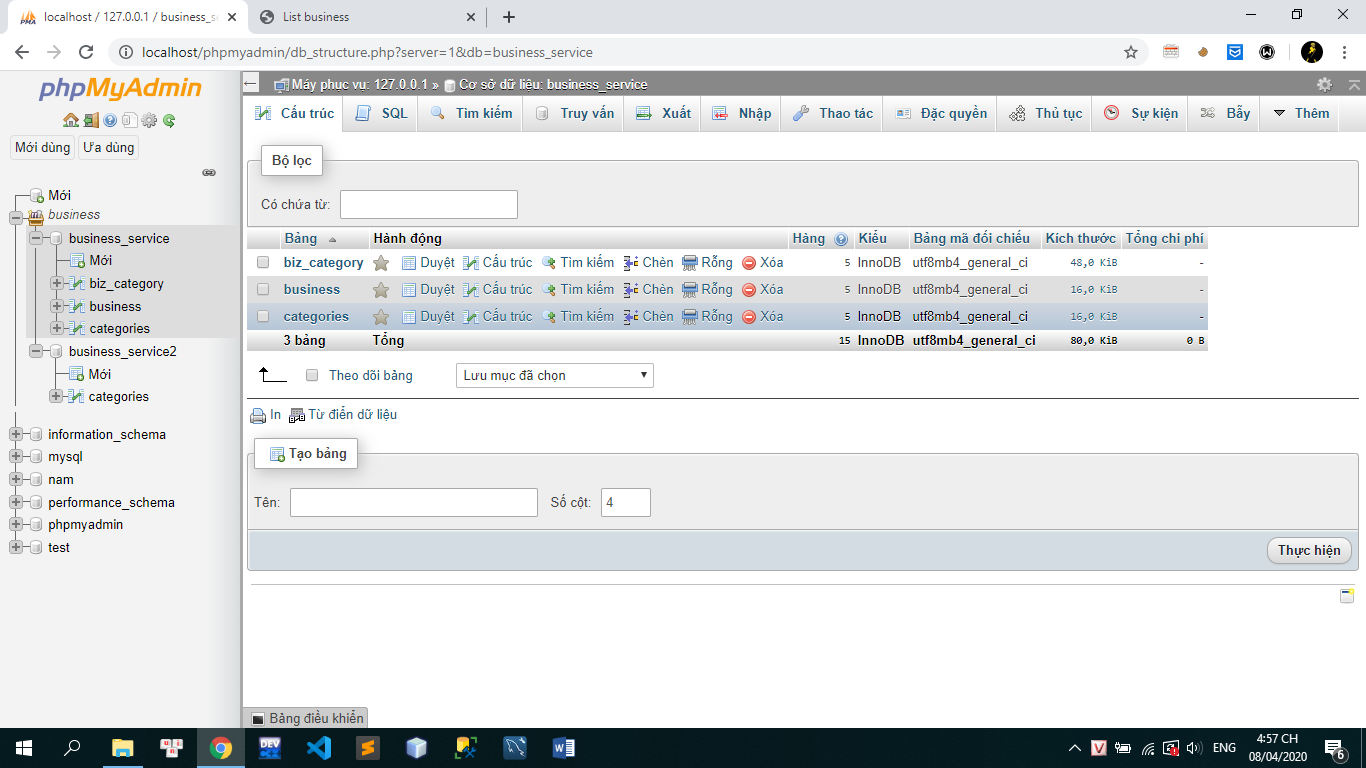 localhost / 127.0.0.1 / business_s
List business
localhost/phpmyadmin/db_structure.php?server=1&db=business_service
phpMyAdmin
Mới dùng Ưa dùng
Mới
business
business_service
Mới
biz_category
business
categories
business_service2
Mới
categories
information_schema
mysql
nam
performance_schema
phpmyadmin
test
Máy phục vụ: 127.0.0.1 » Cơ sở dữ liệu: business_service
Cấu trúc SQL Tìm kiếm Truy vấn Xuất Nhập Thao tác Đặc quyền Thủ tục Sự kiện Bẫy Thêm
Bộ lọc
Có chứa từ:
Bảng Hành động Hàng Kiểu Bảng mã đối chiếu Kích thước Tổng chi phí
biz_category Duyệt Cấu trúc Tìm kiếm Chèn Rỗng Xóa 5 InnoDB utf8mb4_general_ci 48,0 KiB -
business Duyệt Cấu trúc Tìm kiếm Chèn Rỗng Xóa 5 InnoDB utf8mb4_general_ci 16,0 KiB -
categories Duyệt Cấu trúc Tìm kiếm Chèn Rỗng Xóa 5 InnoDB utf8mb4_general_ci 16,0 KiB -
3 bảng Tổng 15 InnoDB utf8mb4_general_ci 80,0 KiB 0 B
Theo dõi bảng Lưu mục đã chọn
In Từ điển dữ liệu
Tạo bảng
Tên: Số cột: 4
Thực hiện
Bảng điều khiển
ENG
4:57 CH
08/04/2020
6